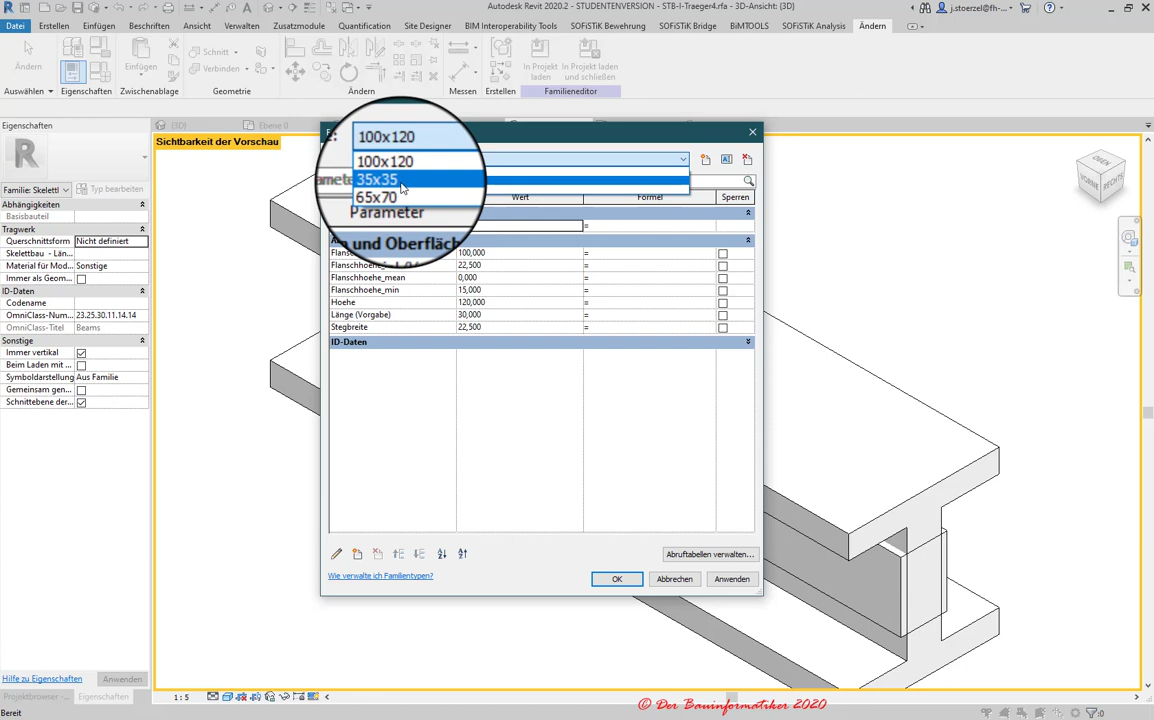 Autodesk Revit 2020.2 - STUDENTENVERSION - STB-I-Traeger4.rfa - 3D-Ansicht: {3D}
j.stoerzel@fh-...
Datei Erstellen Einfügen Beschriften Ansicht Verwalten Zusatzmodule Quantification Site Designer BIM Interoperability Tools SOFiSTiK Bewehrung SOFiSTiK Bridge BiMTOOLS SOFiSTiK Analysis Ändern
Ändern
Einfügen
Schnitt
Verbinden
In Projekt laden
In Projekt laden und schließen
Auswählen Eigenschaften Zwischenablage Geometrie Ändern Messen Erstellen Familieneditor
Eigenschaften
{3D}
Ebene 0
Sichtbarkeit der Vorschau
Familie: Skelettl
Typ bearbeiten
Abhängigkeiten
Basisbauteil
Tragwerk
Querschnittsform Nicht definiert
Skelettbau - Län...
Material für Mod... Sonstige
Immer als Geom...
ID-Daten
Codename
OmniClass-Num... 23.25.30.11.14.14
OmniClass-Titel Beams
Sonstige
Immer vertikal
Beim Laden mit ...
Symboldarstellung Aus Familie
Gemeinsam gen...
Schnittebene der...
100x120
100x120
35x35
65x70
Parameter
Wert Formel Sperren
=
und Oberfläch
100,000 =
22,500 =
Flanschhoehe_mean 0,000 =
Flanschhoehe_min 15,000 =
Hoehe 120,000 =
Länge (Vorgabe) 30,000 =
Stegbreite 22,500 =
ID-Daten
Abruftabellen verwalten...
Wie verwalte ich Familientypen?
OK Abbrechen Anwenden
VORNE
Hilfe zu Eigenschaften Anwenden
Projektbrowser -... Eigenschaften
1 : 5
Bereit
:0
© Der Bauinformatiker 2020